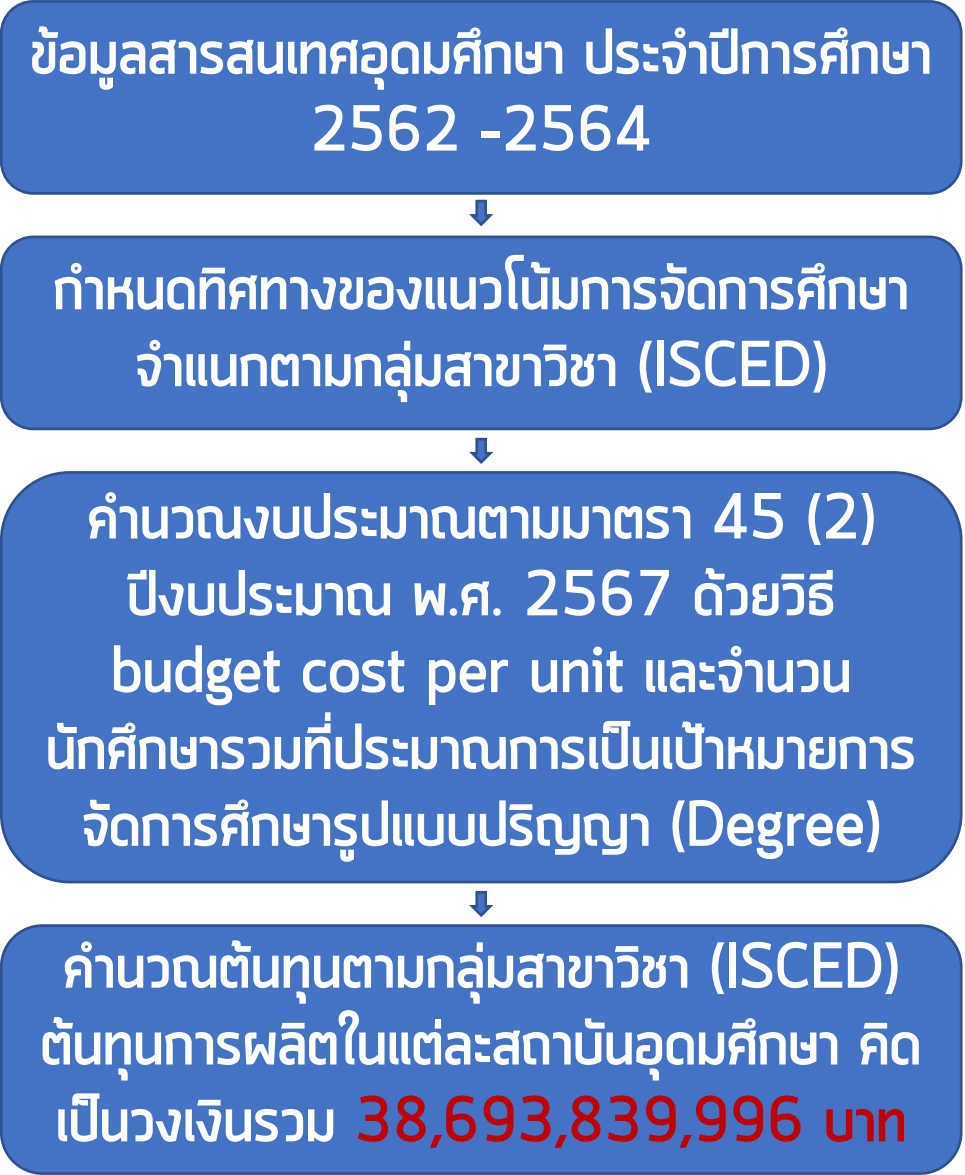 ข้อมูลสารสนเทศอุดมศึกษา ประจำปีการศึกษา
2562 -2564
กำหนดทิศทางของแนวโน้มการจัดการศึกษา
จำแนกตามกลุ่มสาขาวิชา (ISCED)
คำนวณงบประมาณตามมาตรา 45 (2)
ปีงบประมาณ พ.ศ. 2567 ด้วยวิธี
budget cost per unit และจำนวน
นักศึกษารวมที่ประมาณการเป็นเป้าหมายการ
จัดการศึกษารูปแบบปริญญา (Degree)
คำนวณต้นทุนตามกลุ่มสาขาวิชา (ISCED)
ต้นทุนการผลิตในแต่ละสถาบันอุดมศึกษา คิด
เป็นวงเงินรวม 38,693,839,996 บาท